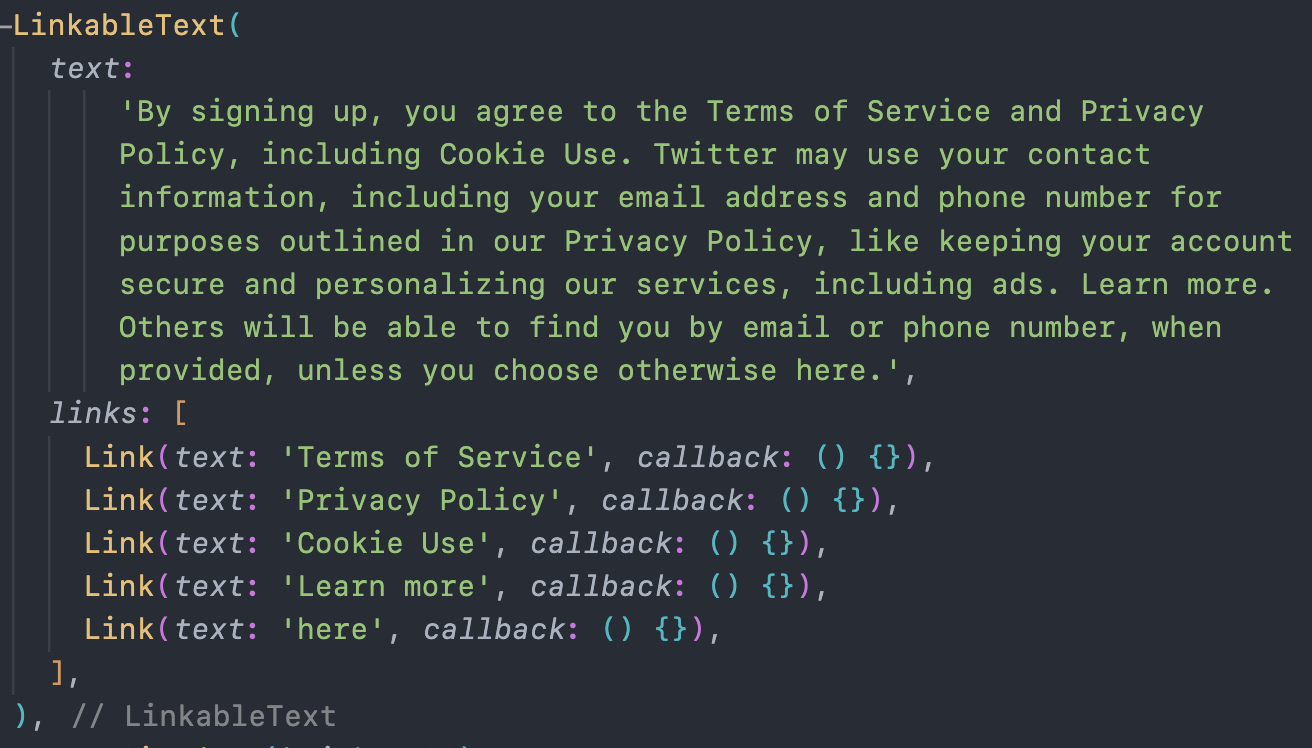 LinkableText(
text:
'By signing up, you agree to the Terms of Service and Privacy
Policy, including Cookie Use. Twitter may use your contact
information, including your email address and phone number for
purposes outlined in our Privacy Policy, like keeping your account
secure and personalizing our services, including ads. Learn more.
Others will be able to find you by email or phone number, when
provided, unless you choose otherwise here.',
links: [
Link(text: 'Terms of Service', callback: () {}),
Link(text: 'Privacy Policy', callback: () {}),
Link(text: 'Cookie Use', callback: () {}),
Link(text: 'Learn more', callback: () {}),
Link(text: 'here', callback: () {}),
],
), // LinkableText